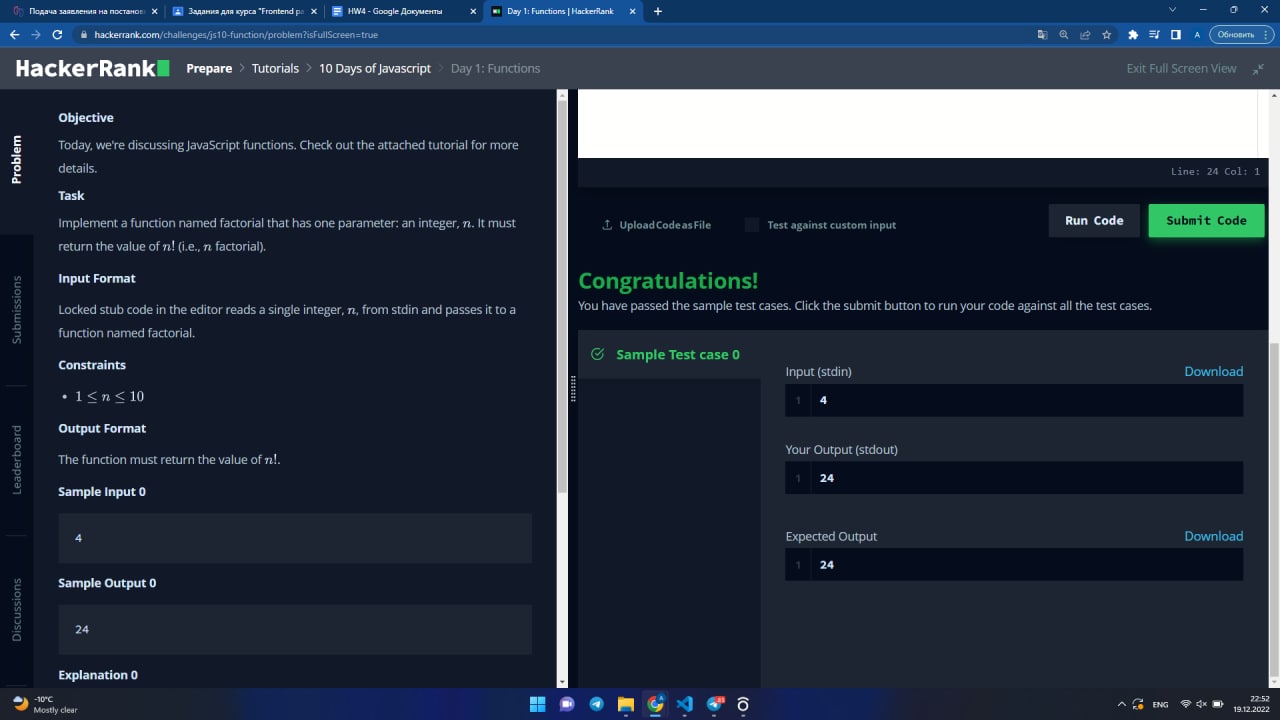 Подача заявления на постанов
Задания для курса "Frontend ра
HW4 - Google Документы
Day 1: Functions | HackerRank
hackerrank.com/challenges/js10-function/problem?isFullScreen=true
A
Обновить
HackerRank
Prepare > Tutorials > 10 Days of Javascript > Day 1: Functions
Exit Full Screen View
Problem
Submissions
Leaderboard
Discussions
Objective
Today, we're discussing JavaScript functions. Check out the attached tutorial for more
details.
Task
Implement a function named factorial that has one parameter: an integer, n. It must
return the value of n! (i.e., n factorial).
Input Format
Locked stub code in the editor reads a single integer, n, from stdin and passes it to a
function named factorial.
Constraints
• 1 ≤ n ≤ 10
Output Format
The function must return the value of n!.
Sample Input 0
4
Sample Output 0
24
Explanation 0
Line: 24 Col: 1
Upload Code as File
Test against custom input
Run Code
Submit Code
Congratulations!
You have passed the sample test cases. Click the submit button to run your code against all the test cases.
Sample Test case 0
Input (stdin)
Download
1 4
Your Output (stdout)
1 24
Expected Output
Download
1 24
-10°C
Mostly clear
ENG
22:52
19.12.2022